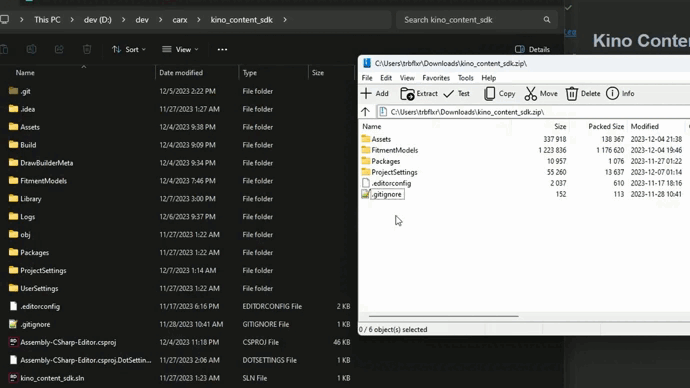 This PC > dev (D:) > dev > carx > kino_content_sdk >
Search kino_content_sdk
Sort
View
Details
Name Date modified Type Size
.git 12/5/2023 2:22 PM File folder
.idea 11/27/2023 1:27 AM File folder
Assets 12/4/2023 9:38 PM File folder
Build 12/4/2023 9:09 PM File folder
DrawBuilderMeta 12/4/2023 9:34 PM File folder
FitmentModels 12/4/2023 7:46 PM File folder
Library 12/7/2023 3:00 PM File folder
Logs 12/6/2023 9:37 PM File folder
obj 11/27/2023 1:22 AM File folder
Packages 11/27/2023 1:22 AM File folder
ProjectSettings 12/7/2023 1:14 AM File folder
UserSettings 11/27/2023 1:22 AM File folder
.editorconfig 11/17/2023 6:16 PM EDITORCONFIG File 2 KB
.gitignore 11/28/2023 10:41 AM GITIGNORE File 1 KB
Assembly-CSharp-Editor.csproj 12/4/2023 11:18 PM CSPROJ File 46 KB
Assembly-CSharp-Editor.csproj.DotSettin... 11/27/2023 2:06 AM DOTSETTINGS File 1 KB
kino_content_sdk.sln 11/27/2023 1:23 AM SLN File 1 KB
Kino Conter
C:\Users\trbflxr\Downloads\kino_content_sdk.zip\
File Edit View Favorites Tools Help
Add Extract Test Copy Move Delete Info
C:\Users\trbflxr\Downloads\kino_content_sdk.zip\
Name Size Packed Size Modified
Assets 337 918 138 367 2023-12-04 21:38
FitmentModels 1 223 836 1 176 620 2023-12-04 19:46
Packages 10 957 1 076 2023-11-27 01:22
ProjectSettings 55 260 13 637 2023-12-07 01:14
.editorconfig 2 037 610 2023-11-17 18:16
.gitignore 152 113 2023-11-28 10:41
0 / 6 object(s) selected